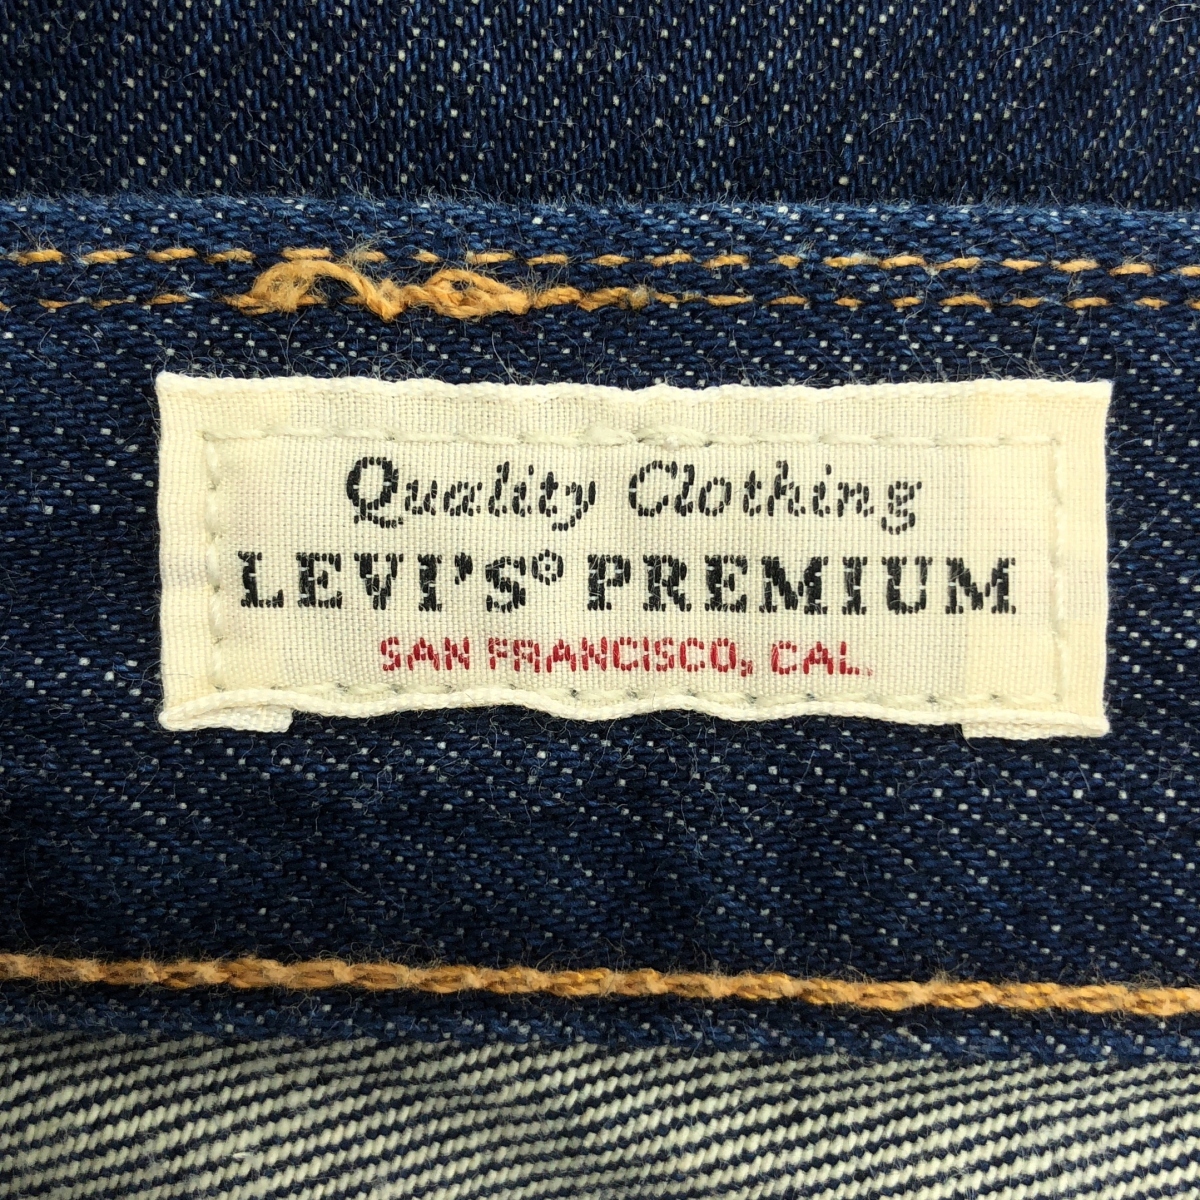 Quality Clothing
LEVI'S® PREMIUM
SAN FRANCISCO, CAL.